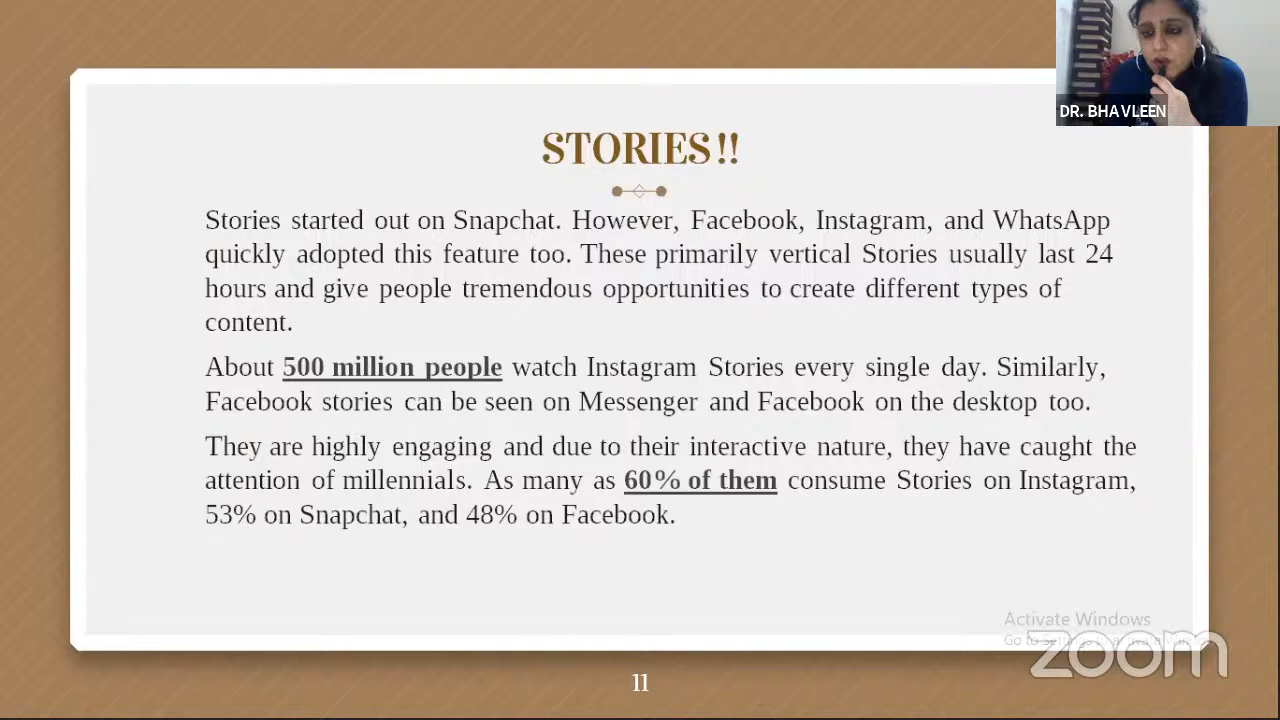 DR. BHAVLEEN
STORIES!!
Stories started out on Snapchat. However, Facebook, Instagram, and WhatsApp
quickly adopted this feature too. These primarily vertical Stories usually last 24
hours and give people tremendous opportunities to create different types of
content.
About 500 million people watch Instagram Stories every single day. Similarly,
Facebook stories can be seen on Messenger and Facebook on the desktop too.
They are highly engaging and due to their interactive nature, they have caught the
attention of millennials. As many as 60% of them consume Stories on Instagram,
53% on Snapchat, and 48% on Facebook.
Activate Windows
Go to
zoom
11